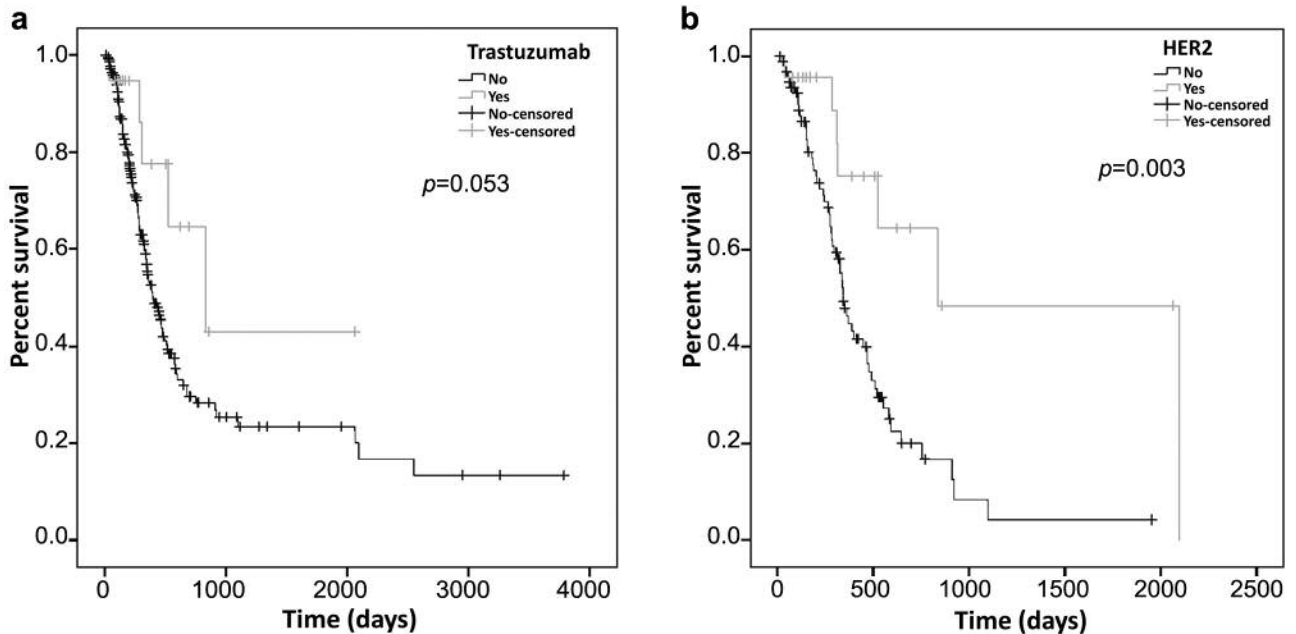 a
Trastuzumab
No
Yes
No-censored
Yes-censored
p=0.053
Percent survival
1.0
0.8
0.6
0.4
0.2
0.0
0 1000 2000 3000 4000
Time (days)
b
HER2
No
Yes
No-censored
Yes-censored
p=0.003
Percent survival
1.0
0.8
0.6
0.4
0.2
0.0
0 500 1000 1500 2000 2500
Time (days)